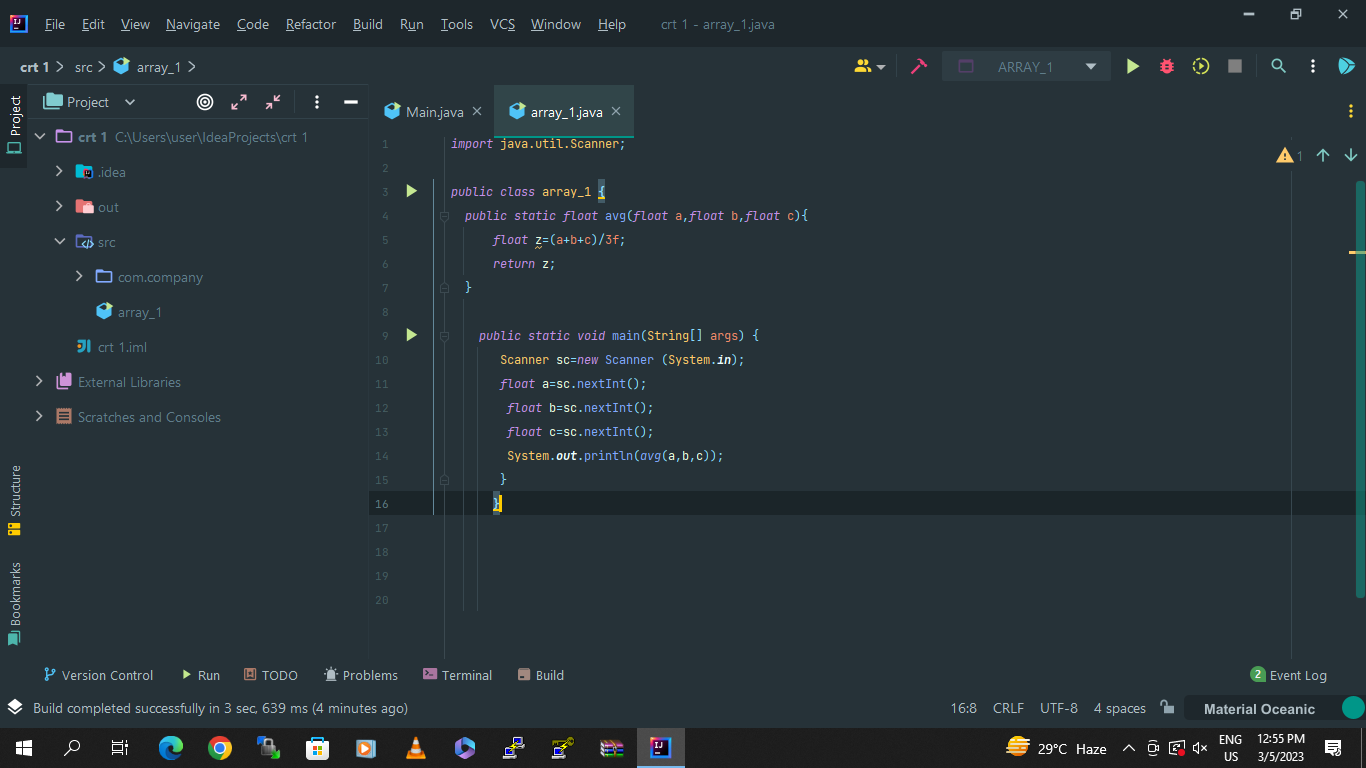 File Edit View Navigate Code Refactor Build Run Tools VCS Window Help crt 1 - array_1.java
crt 1 src array_1 ARRAY_1
Project
Project
Main.java array_1.java
crt 1 C:\Users\user\IdeaProjects\crt 1
.idea
out
src
com.company
array_1
crt 1.iml
External Libraries
Scratches and Consoles
Structure
Bookmarks
1 import java.util.Scanner;
2
3 public class array_1 {
4 public static float avg(float a,float b,float c){
5 float z=(a+b+c)/3f;
6 return z;
7 }
8
9 public static void main(String[] args) {
10 Scanner sc=new Scanner (System.in);
11 float a=sc.nextInt();
12 float b=sc.nextInt();
13 float c=sc.nextInt();
14 System.out.println(avg(a,b,c));
15 }
16 }
17
18
19
20
1
Version Control Run TODO Problems Terminal Build 2 Event Log
Build completed successfully in 3 sec, 639 ms (4 minutes ago) 16:8 CRLF UTF-8 4 spaces Material Oceanic
29°C Haze ENG US 12:55 PM 3/5/2023